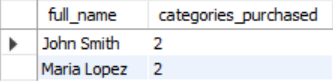 full_name categories_purchased
John Smith 2
Maria Lopez 2